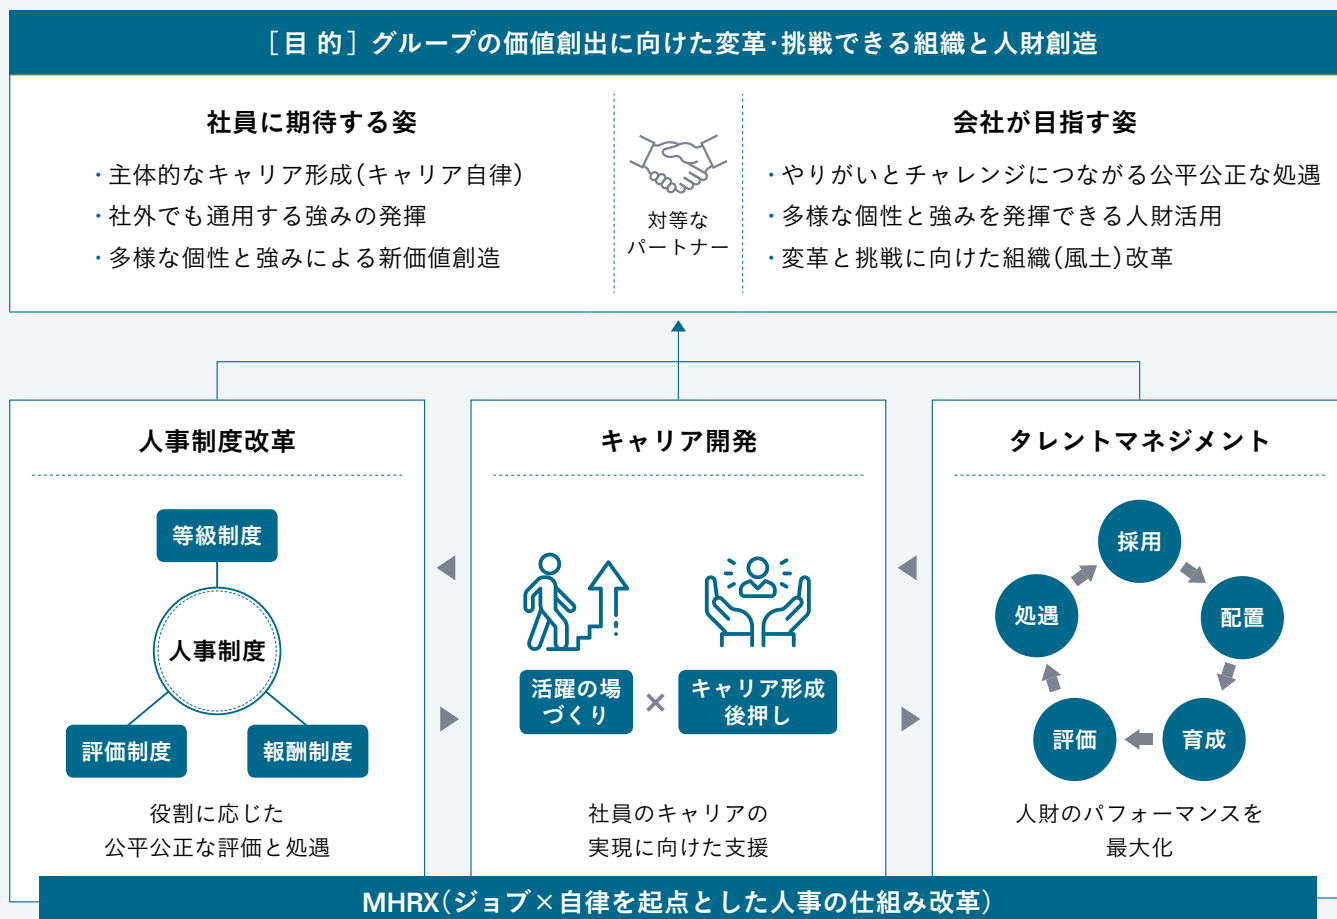 ［目 的］グループの価値創出に向けた変革・挑戦できる組織と人財創造
社員に期待する姿
・主体的なキャリア形成（キャリア自律）
・社外でも通用する強みの発揮
・多様な個性と強みによる新価値創造
対等な
パートナー
会社が目指す姿
・やりがいとチャレンジにつながる公平公正な処遇
・多様な個性と強みを発揮できる人財活用
・変革と挑戦に向けた組織（風土）改革
人事制度改革
等級制度
人事制度
評価制度
報酬制度
役割に応じた
公平公正な評価と処遇
キャリア開発
活躍の場
づくり
×
キャリア形成
後押し
社員のキャリアの
実現に向けた支援
タレントマネジメント
採用
配置
育成
評価
処遇
人財のパフォーマンスを
最大化
MHRX（ジョブ×自律を起点とした人事の仕組み改革）